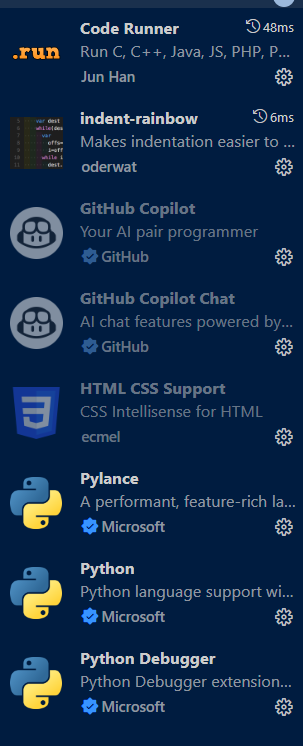 Code Runner 48ms
.run Run C, C++, Java, JS, PHP, P...
Jun Han
indent-rainbow 6ms
Makes indentation easier to ...
oderwat
GitHub Copilot
Your AI pair programmer
GitHub
GitHub Copilot Chat
AI chat features powered by...
GitHub
HTML CSS Support
CSS Intellisense for HTML
ecmel
Pylance
A performant, feature-rich la...
Microsoft
Python
Python language support wi...
Microsoft
Python Debugger
Python Debugger extension...
Microsoft